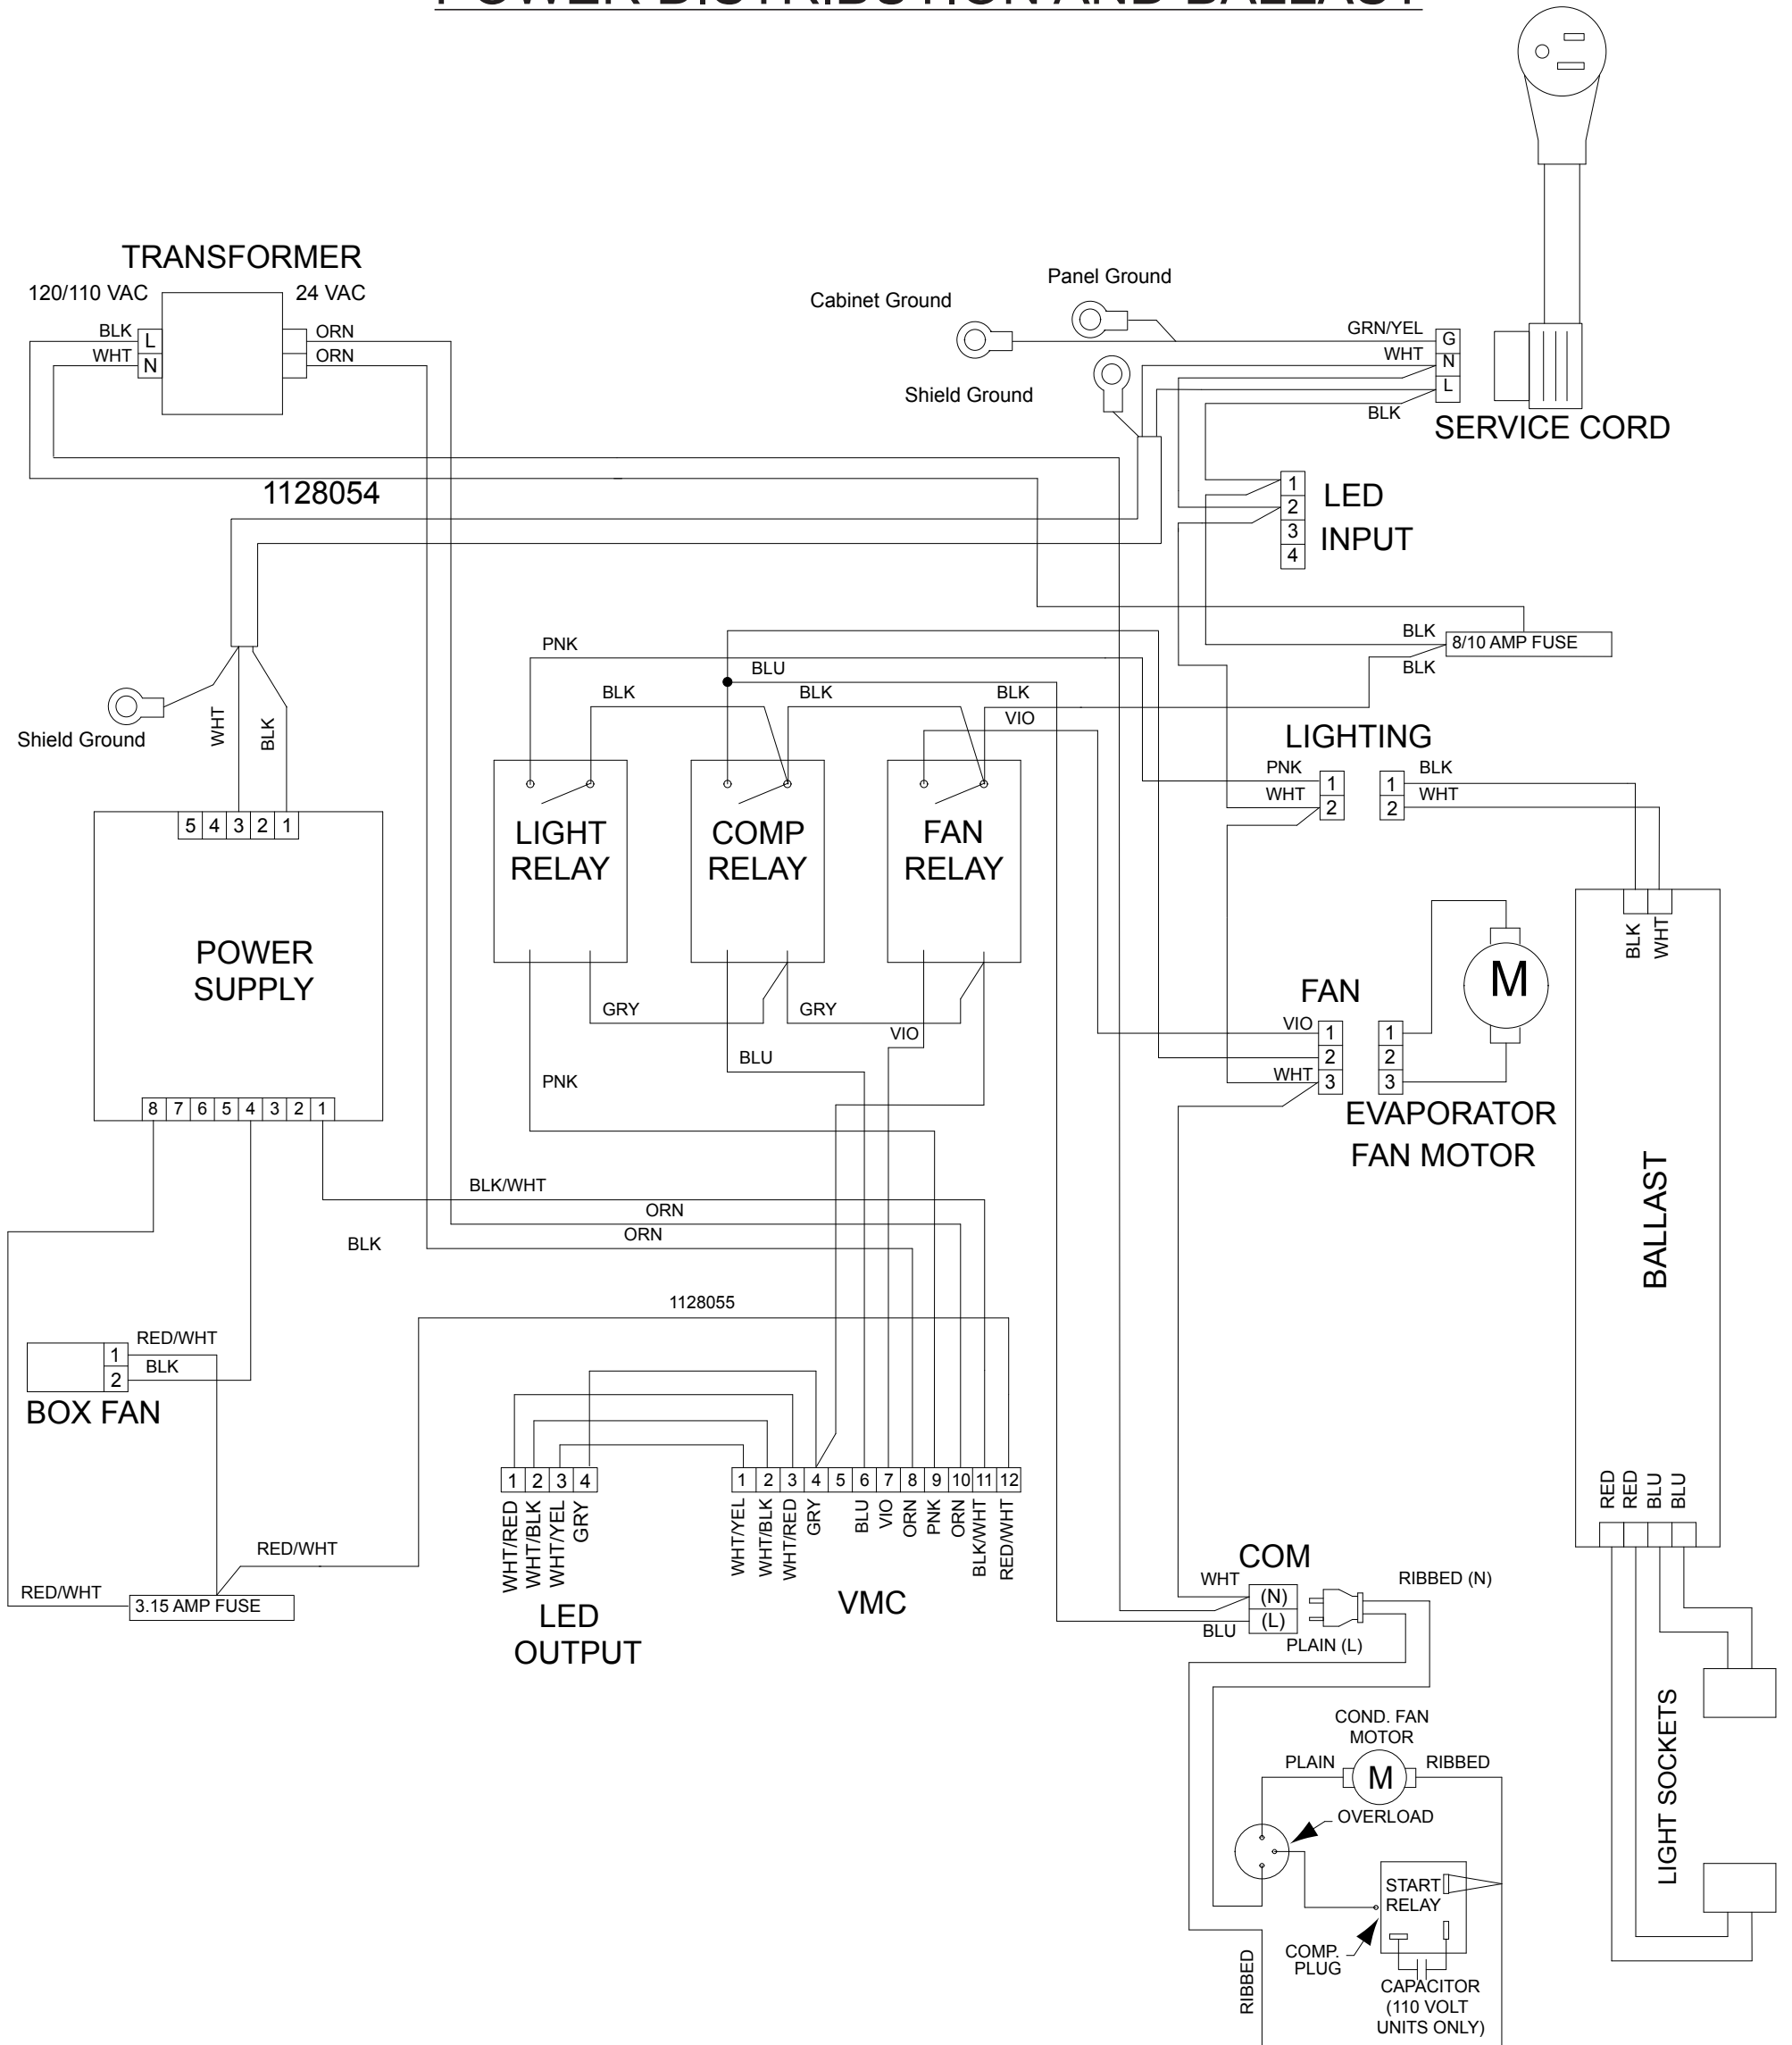 POWER DISTRIBUTION AND BALLAST
TRANSFORMER
120/110 VAC
24 VAC
BLK
L
ORN
WHT
N
ORN
Panel Ground
Cabinet Ground
Shield Ground
GRN/YEL
G
WHT
N
L
BLK
SERVICE CORD
1128054
1
2
3
4
LED
INPUT
BLK
8/10 AMP FUSE
BLK
PNK
BLU
BLK
BLK
BLK
VIO
Shield Ground
WHT
BLK
LIGHTING
PNK
1
WHT
2
1
BLK
2
WHT
5 4 3 2 1
LIGHT
RELAY
COMP
RELAY
FAN
RELAY
POWER
SUPPLY
BLK
WHT
M
FAN
GRY
GRY
VIO
VIO
1
2
WHT
3
1
2
3
BLU
PNK
8 7 6 5 4 3 2 1
EVAPORATOR
FAN MOTOR
BALLAST
BLK/WHT
ORN
ORN
BLK
1128055
RED/WHT
1
BLK
2
BOX FAN
1 2 3 4
WHT/RED
WHT/BLK
WHT/YEL
GRY
1 2 3 4 5 6 7 8 9 10 11 12
WHT/YEL
WHT/BLK
WHT/RED
GRY
BLU
VIO
ORN
PNK
ORN
BLK/WHT
RED/WHT
RED
RED
BLU
BLU
RED/WHT
RED/WHT
3.15 AMP FUSE
LED
OUTPUT
VMC
COM
WHT
(N)
RIBBED (N)
BLU
(L)
PLAIN (L)
COND. FAN
MOTOR
PLAIN
M
RIBBED
OVERLOAD
START
RELAY
COMP.
PLUG
CAPACITOR
(110 VOLT
UNITS ONLY)
RIBBED
LIGHT SOCKETS